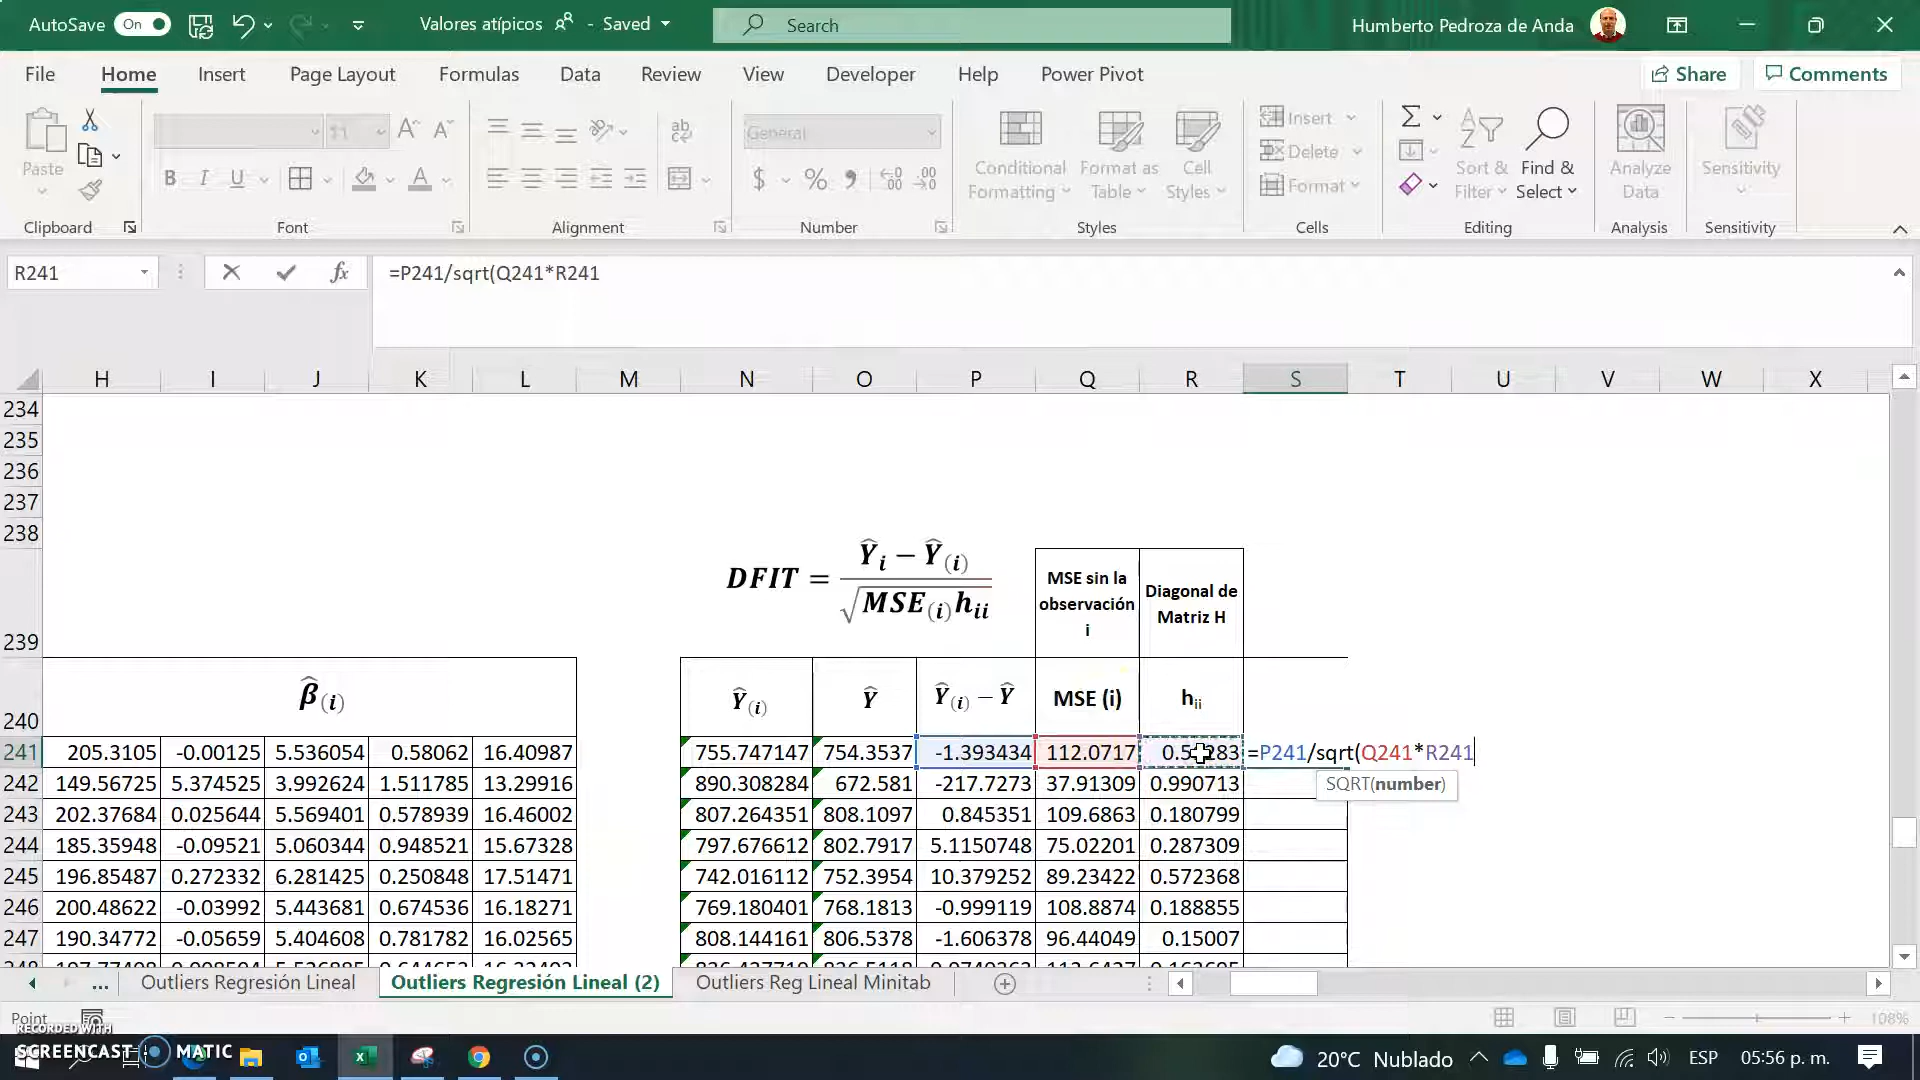 AutoSave On Valores atípicos - Saved Search Humberto Pedroza de Anda
File Home Insert Page Layout Formulas Data Review View Developer Help Power Pivot Share Comments
Paste
B I U
ab
General
$ % 9
Conditional Formatting
Format as Table
Cell Styles
Insert
Delete
Format
Σ
Sort & Filter
Find & Select
Analyze Data
Sensitivity
Clipboard Font Alignment Number Styles Cells Editing Analysis Sensitivity
R241 fx =P241/sqrt(Q241*R241
H I J K L M N O P Q R S T U V W X
234
235
236
237
238
DFIT = Ŷi − Ŷ(i) / √MSE(i)hii
MSE sin la observación i
Diagonal de Matriz H
239
240 β̂(i) Ŷ(i) Ŷ Ŷ(i) − Ŷ MSE (i) hii
241 205.3105 -0.00125 5.536054 0.58062 16.40987 755.747147 754.3537 -1.393434 112.0717 =P241/sqrt(Q241*R241
SQRT(number)
242 149.56725 5.374525 3.992624 1.511785 13.29916 890.308284 672.581 -217.7273 37.91309 0.990713
243 202.37684 0.025644 5.569401 0.578939 16.46002 807.264351 808.1097 0.845351 109.6863 0.180799
244 185.35948 -0.09521 5.060344 0.948521 15.67328 797.676612 802.7917 5.1150748 75.02201 0.287309
245 196.85487 0.272332 6.281425 0.250848 17.51471 742.016112 752.3954 10.379252 89.23422 0.572368
246 200.48622 -0.03992 5.443681 0.674536 16.18271 769.180401 768.1813 -0.999119 108.8874 0.188855
247 190.34772 -0.05659 5.404608 0.781782 16.02565 808.144161 806.5378 -1.606378 96.44049 0.15007
... Outliers Regresión Lineal Outliers Regresión Lineal (2) Outliers Reg Lineal Minitab
Point 108%
RECORDED WITH
SCREENCAST MATIC
20°C Nublado ESP 05:56 p. m.